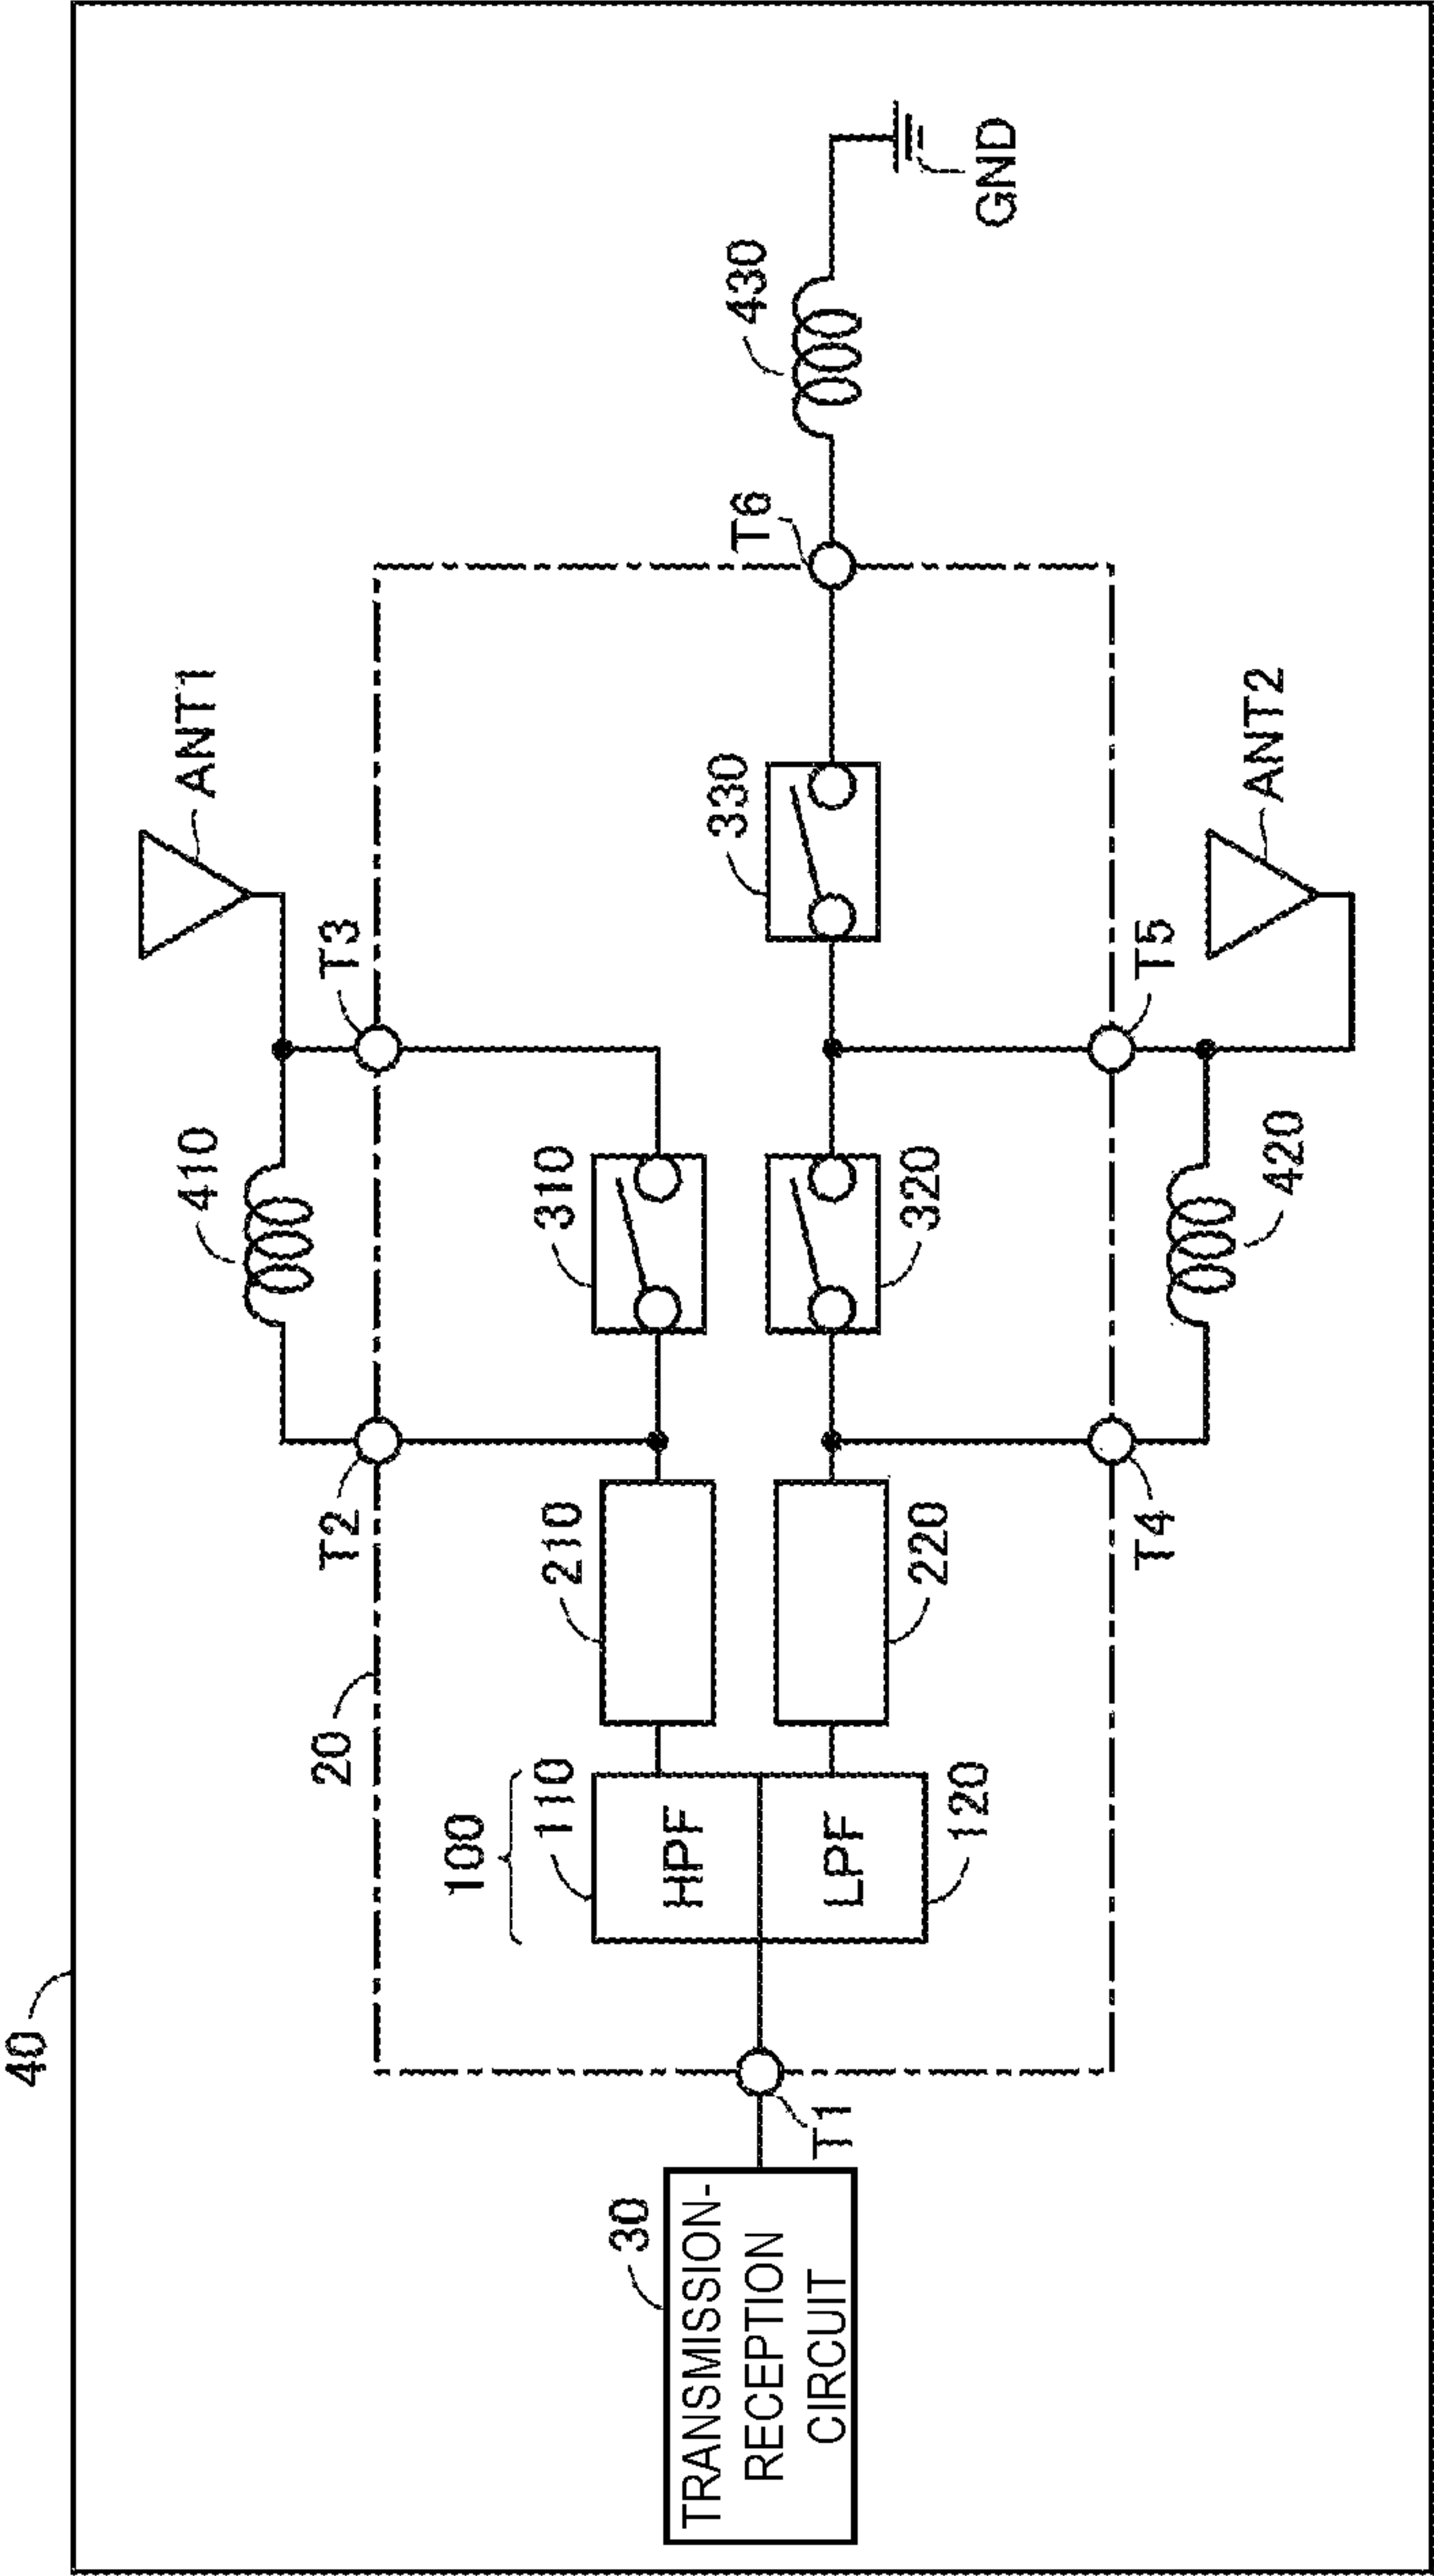 40
20
ANT1
410
T2
T3
30
TRANSMISSION-
RECEPTION
CIRCUIT
T1
100
110
HPF
LPF
120
210
220
310
320
330
T6
430
GND
T4
T5
420
ANT2